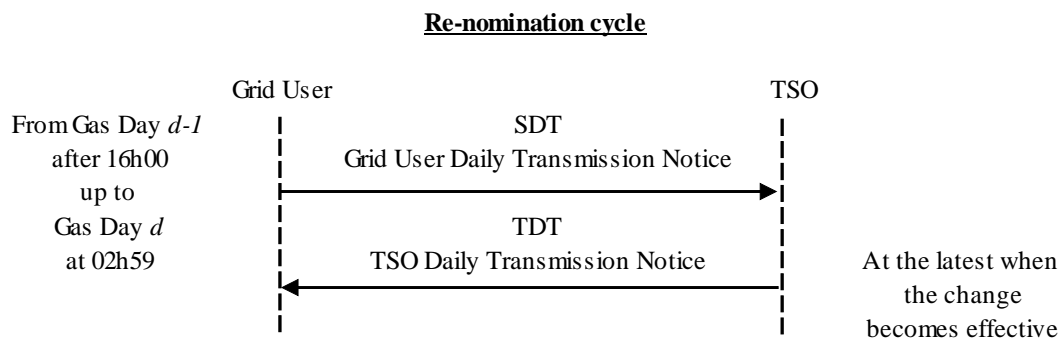 Re-nomination cycle
Grid User
TSO
From Gas Day d-1
after 16h00
up to
Gas Day d
at 02h59
SDT
Grid User Daily Transmission Notice
TDT
TSO Daily Transmission Notice
At the latest when
the change
becomes effective